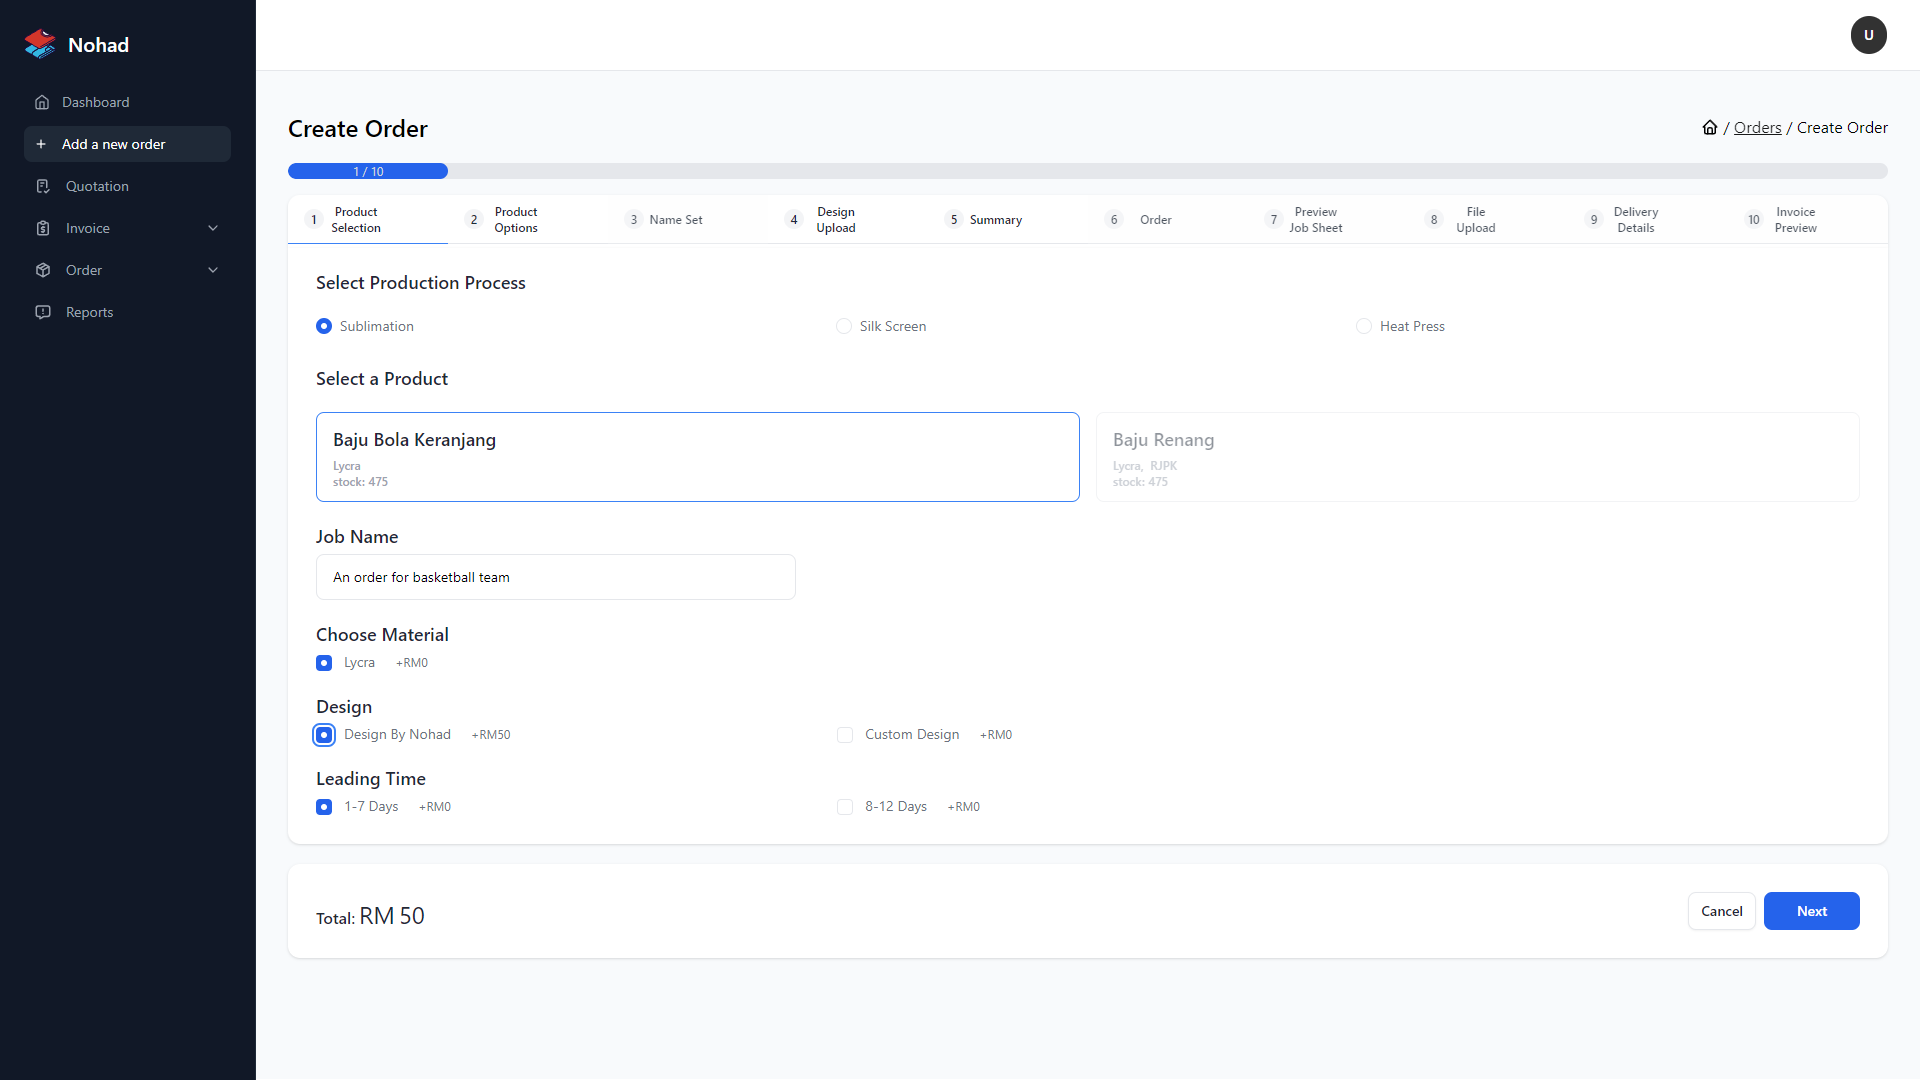 Nohad
U
Dashboard
Add a new order
Quotation
Invoice
Order
Reports
Create Order
/ Orders / Create Order
1 / 10
1 Product Selection
2 Product Options
3 Name Set
4 Design Upload
5 Summary
6 Order
7 Preview Job Sheet
8 File Upload
9 Delivery Details
10 Invoice Preview
Select Production Process
Sublimation
Silk Screen
Heat Press
Select a Product
Baju Bola Keranjang
Lycra
stock: 475
Baju Renang
Lycra, RJPK
stock: 475
Job Name
An order for basketball team
Choose Material
Lycra +RM0
Design
Design By Nohad +RM50
Custom Design +RM0
Leading Time
1-7 Days +RM0
8-12 Days +RM0
Total: RM 50
Cancel
Next